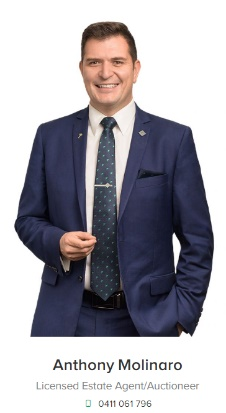 Anthony Molinaro
Licensed Estate Agent/Auctioneer
0411 061 796